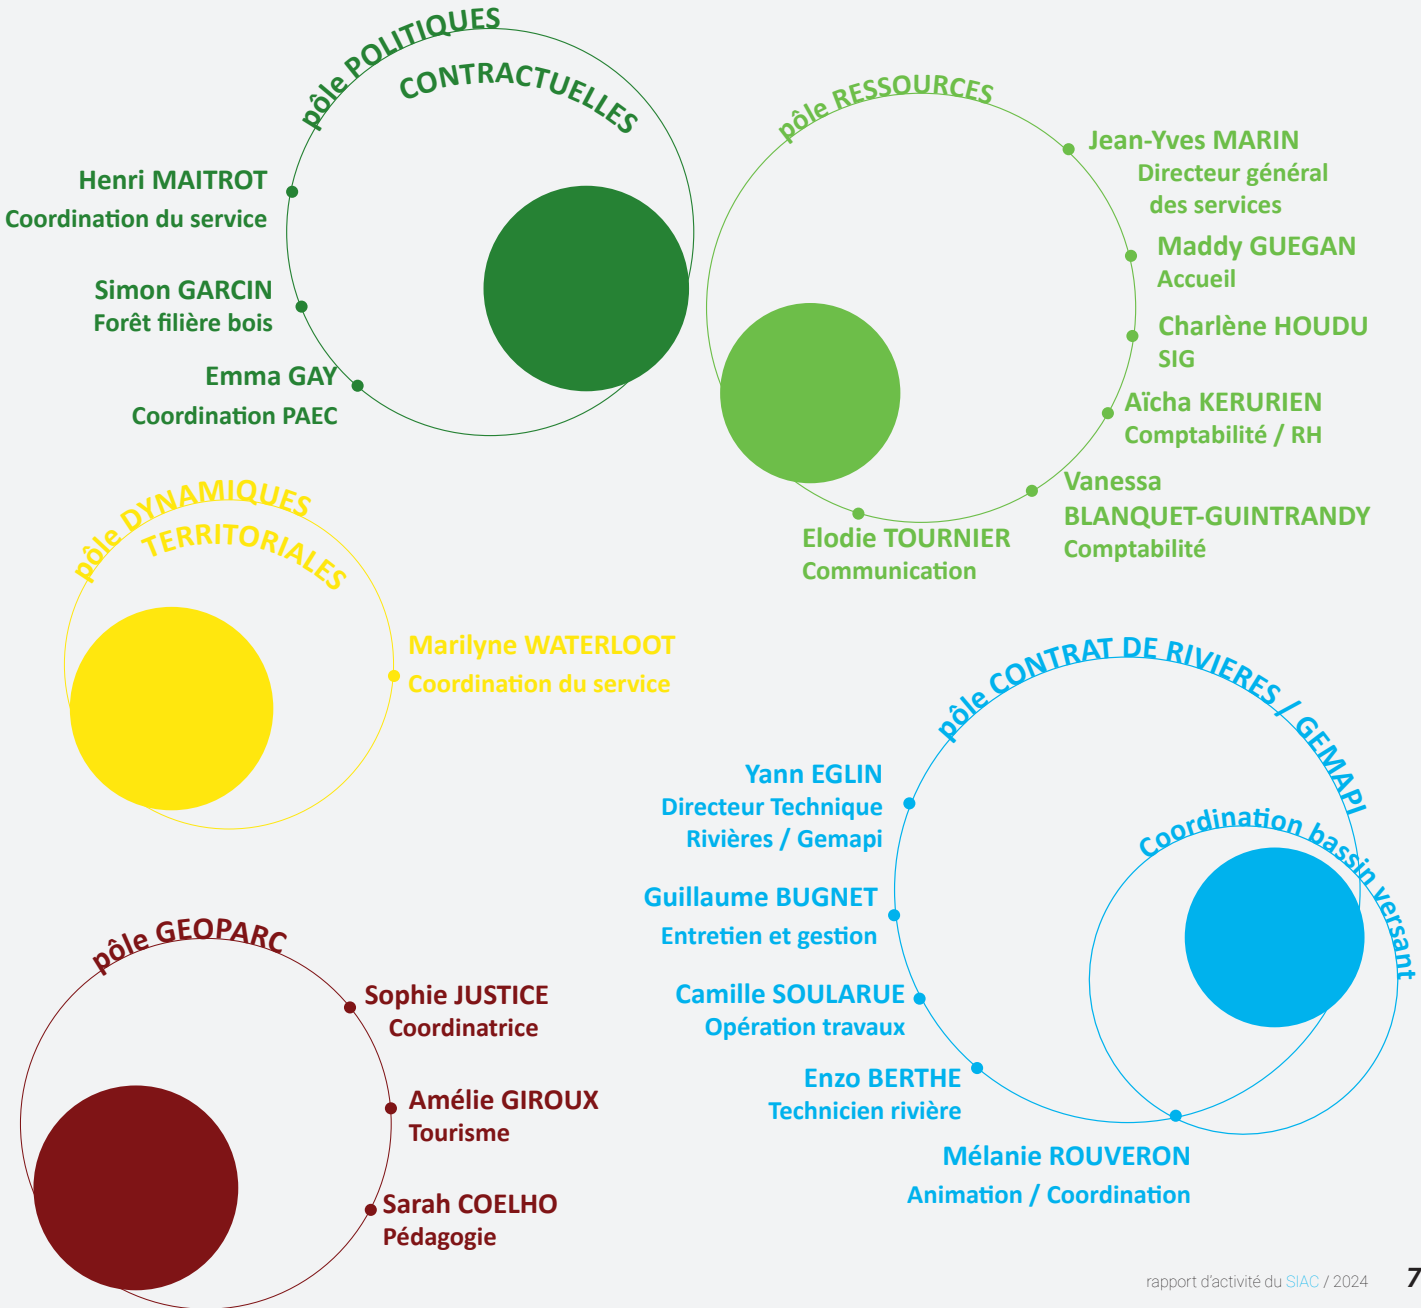 pôle POLITIQUES
CONTRACTUELLES
Henri MAITROT
Coordination du service
Simon GARCIN
Forêt filière bois
Emma GAY
Coordination PAEC
pôle RESSOURCES
Jean-Yves MARIN
Directeur général
des services
Maddy GUEGAN
Accueil
Charlène HOUDU
SIG
Aïcha KERURIEN
Comptabilité / RH
Vanessa
BLANQUET-GUINTRANDY
Comptabilité
Elodie TOURNIER
Communication
pôle DYNAMIQUES
TERRITORIALES
Marilyne WATERLOOT
Coordination du service
pôle CONTRAT DE RIVIERES / GEMAPI
Coordination bassin versant
Yann EGLIN
Directeur Technique
Rivières / Gemapi
Guillaume BUGNET
Entretien et gestion
Camille SOULARUE
Opération travaux
Enzo BERTHE
Technicien rivière
Mélanie ROUVERON
Animation / Coordination
pôle GEOPARC
Sophie JUSTICE
Coordinatrice
Amélie GIROUX
Tourisme
Sarah COELHO
Pédagogie
rapport d'activité du SIAC / 2024 7